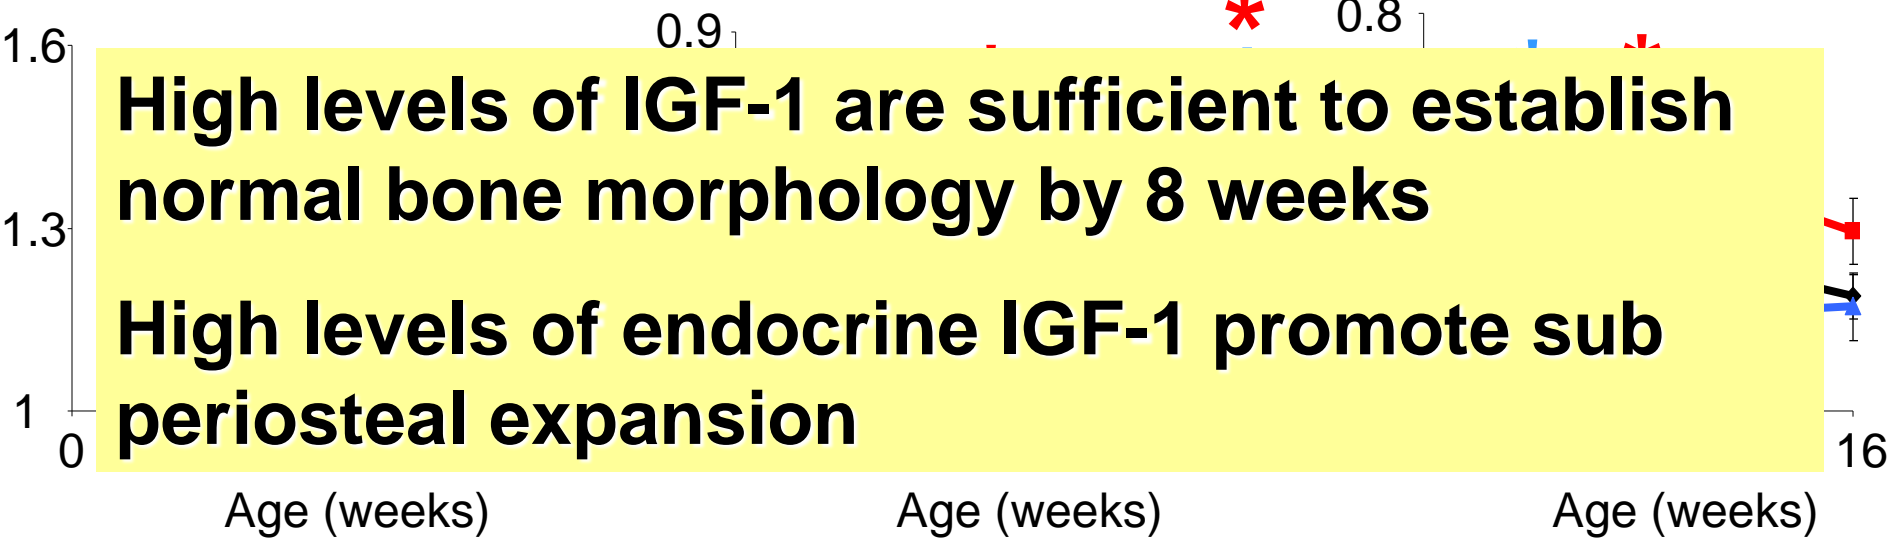 0.9
*
0.8
1.6
*
High levels of IGF-1 are sufficient to establish
normal bone morphology by 8 weeks
1.3
High levels of endocrine IGF-1 promote sub
periosteal expansion
1
0
16
Age (weeks)
Age (weeks)
Age (weeks)